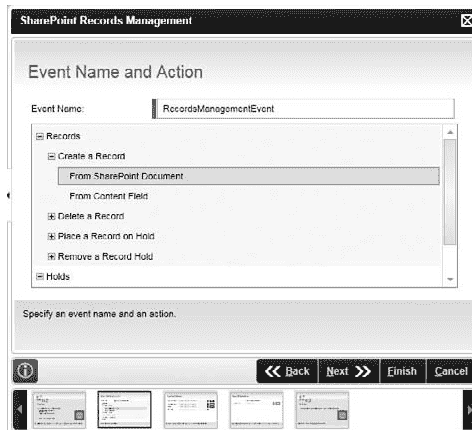 SharePoint Records Management
Event Name and Action
Event Name: RecordsManagementEvent
Records
Create a Record
From SharePoint Document
From Content Field
Delete a Record
Place a Record on Hold
Remove a Record Hold
Holds
Specify an event name and an action.
Back Next Finish Cancel